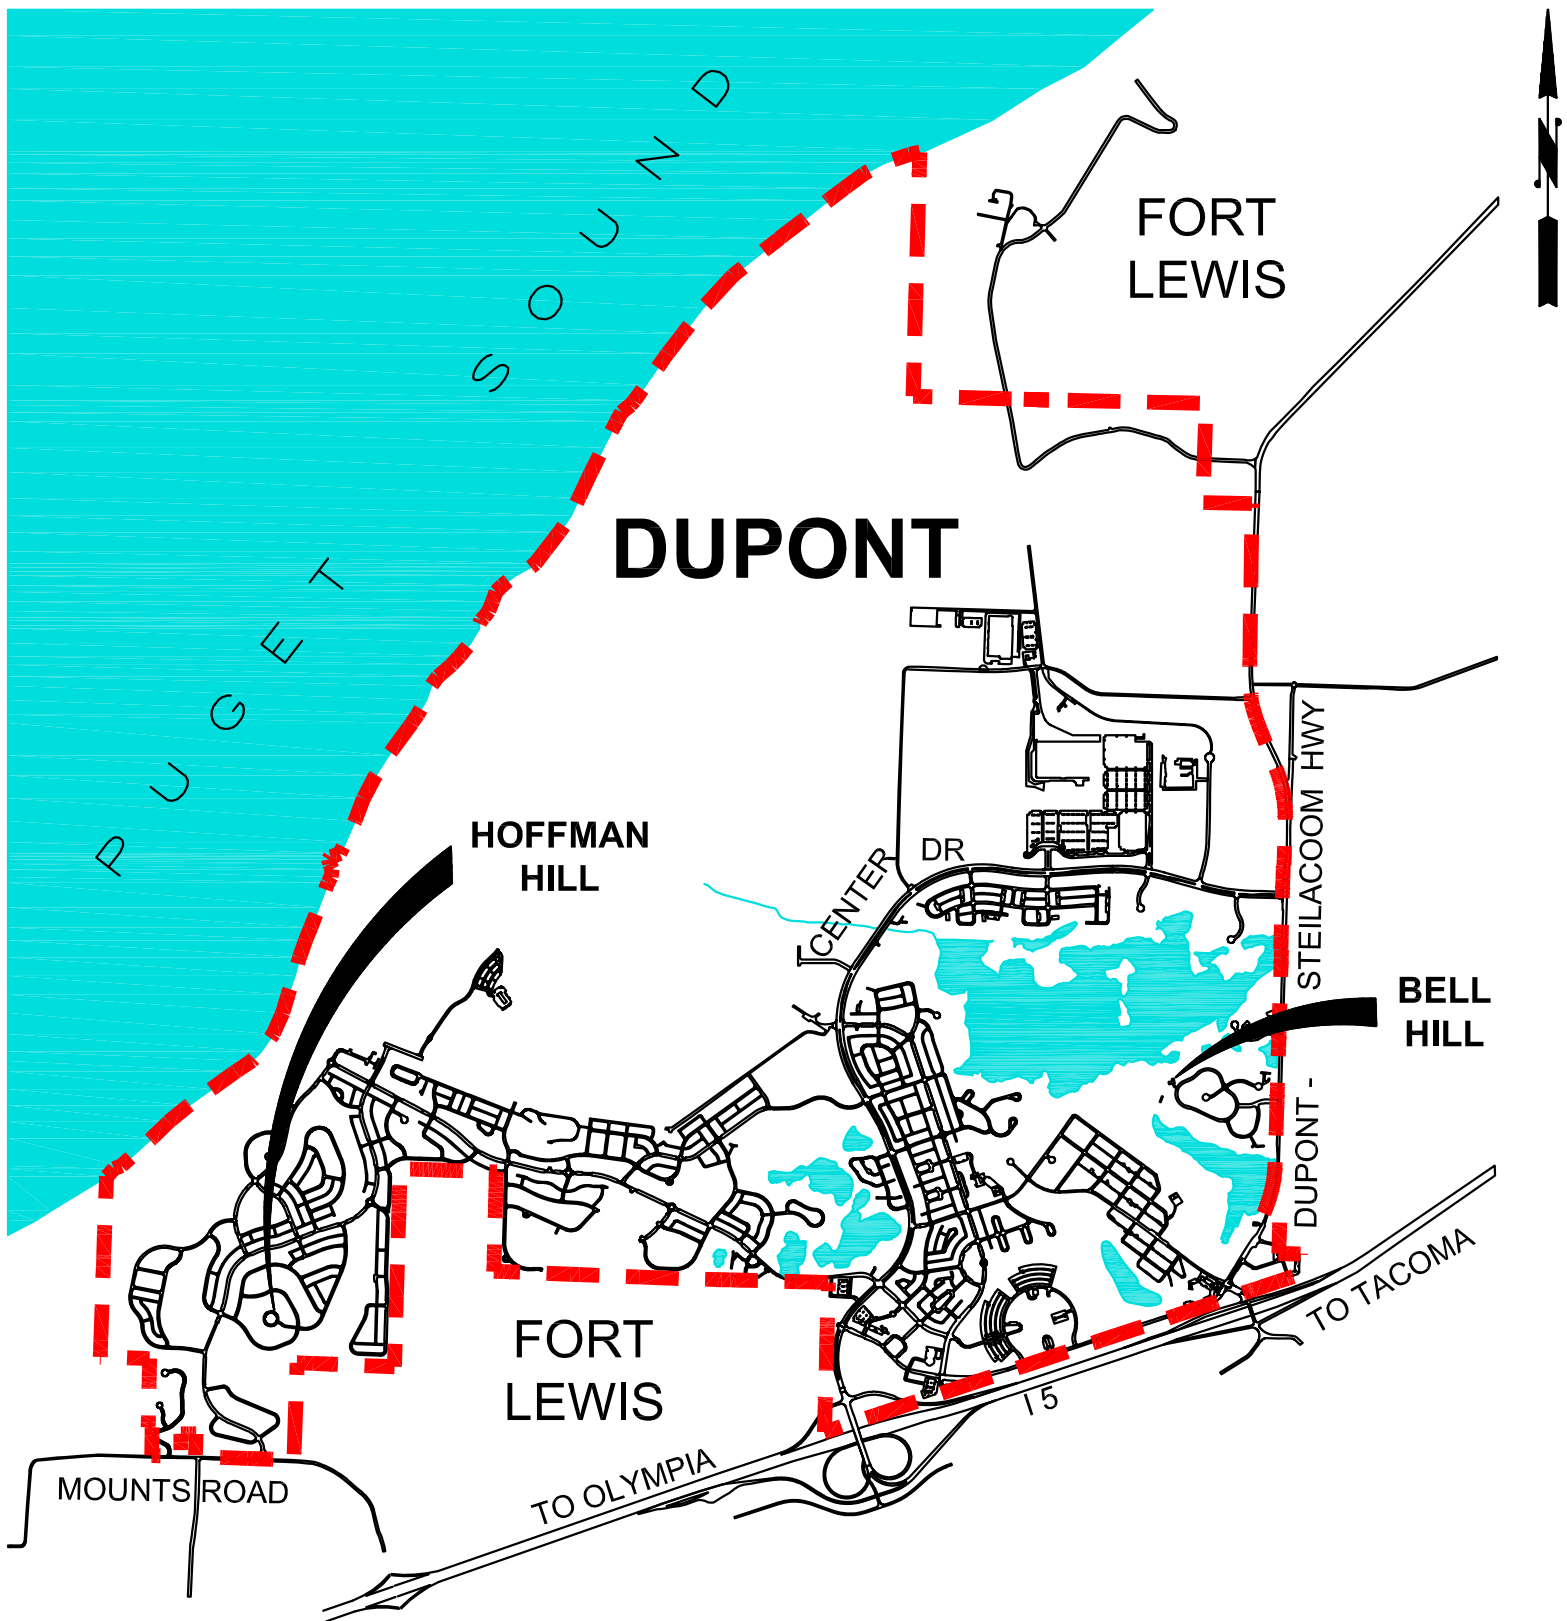 N
FORT
LEWIS
PUGET SOUND
DUPONT
HOFFMAN
HILL
CENTER DR
DUPONT - STEILACOOM HWY
BELL
HILL
FORT
LEWIS
TO TACOMA
I 5
TO OLYMPIA
MOUNTS ROAD